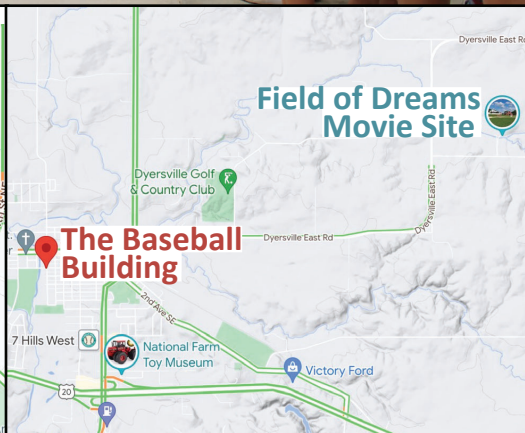 Dyersville East Rd
Field of Dreams
Movie Site
Dyersville Golf
& Country Club
Dyersville East Rd
The Baseball
Building
Dyersville East Rd
2nd Ave SE
7 Hills West
National Farm
Toy Museum
Victory Ford
20